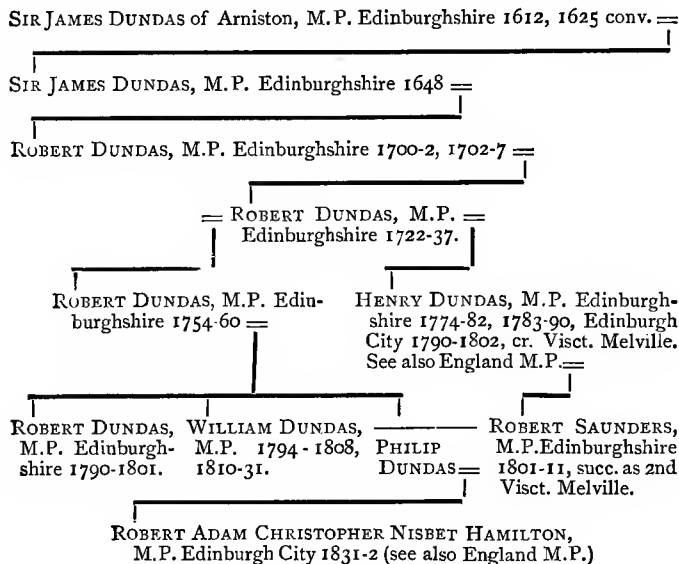 SIR JAMES DUNDAS of Arniston, M.P. Edinburghshire 1612, 1625 conv. =
SIR JAMES DUNDAS, M.P. Edinburghshire 1648 =
ROBERT DUNDAS, M.P. Edinburghshire 1700-2, 1702-7 =
= ROBERT DUNDAS, M.P. =
Edinburghshire 1722-37.
ROBERT DUNDAS, M.P. Edin-
burghshire 1754-60 =
HENRY DUNDAS, M.P. Edinburgh-
shire 1774-82, 1783-90, Edinburgh
City 1790-1802, cr. Visct. Melville.
See also England M.P. =
ROBERT DUNDAS,
M.P. Edinburgh-
shire 1790-1801.
WILLIAM DUNDAS,
M.P. 1794-1808,
1810-31.
PHILIP
DUNDAS =
ROBERT SAUNDERS,
M.P. Edinburghshire
1801-11, succ. as 2nd
Visct. Melville.
ROBERT ADAM CHRISTOPHER NISBET HAMILTON,
M.P. Edinburgh City 1831-2 (see also England M.P.)